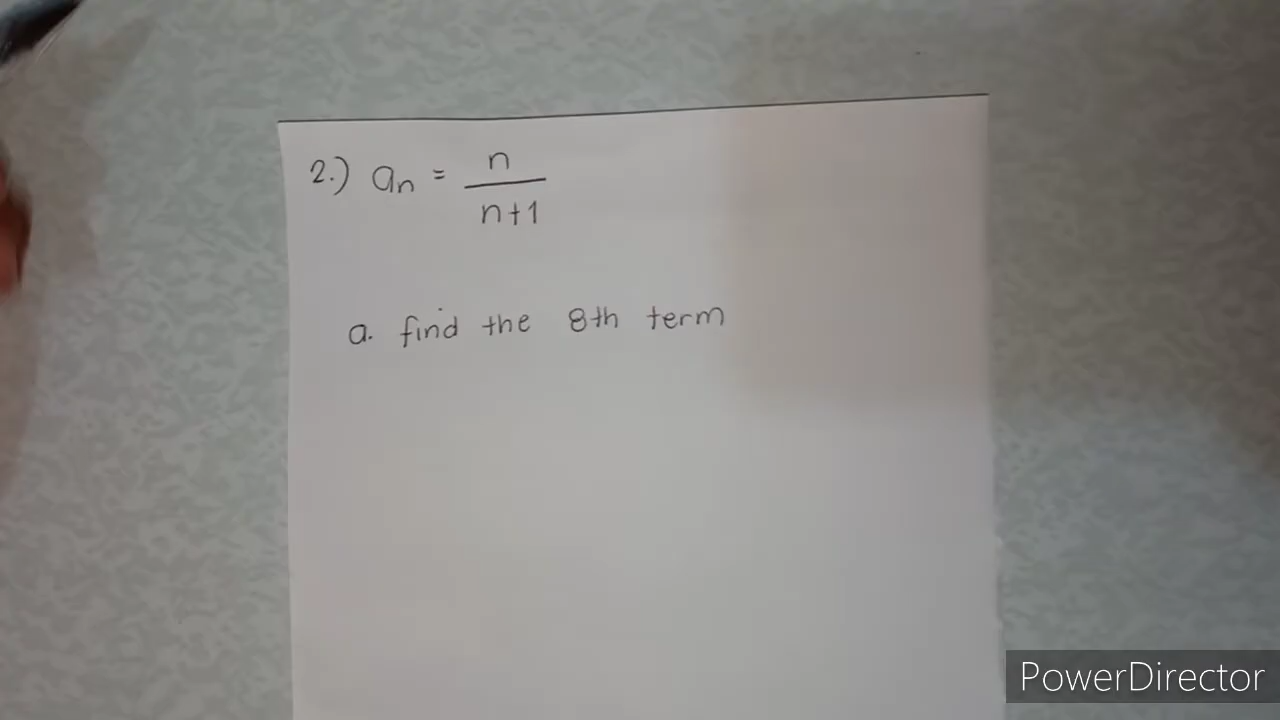 2.) aₙ = n/(n+1)
a. find the 8th term
PowerDirector